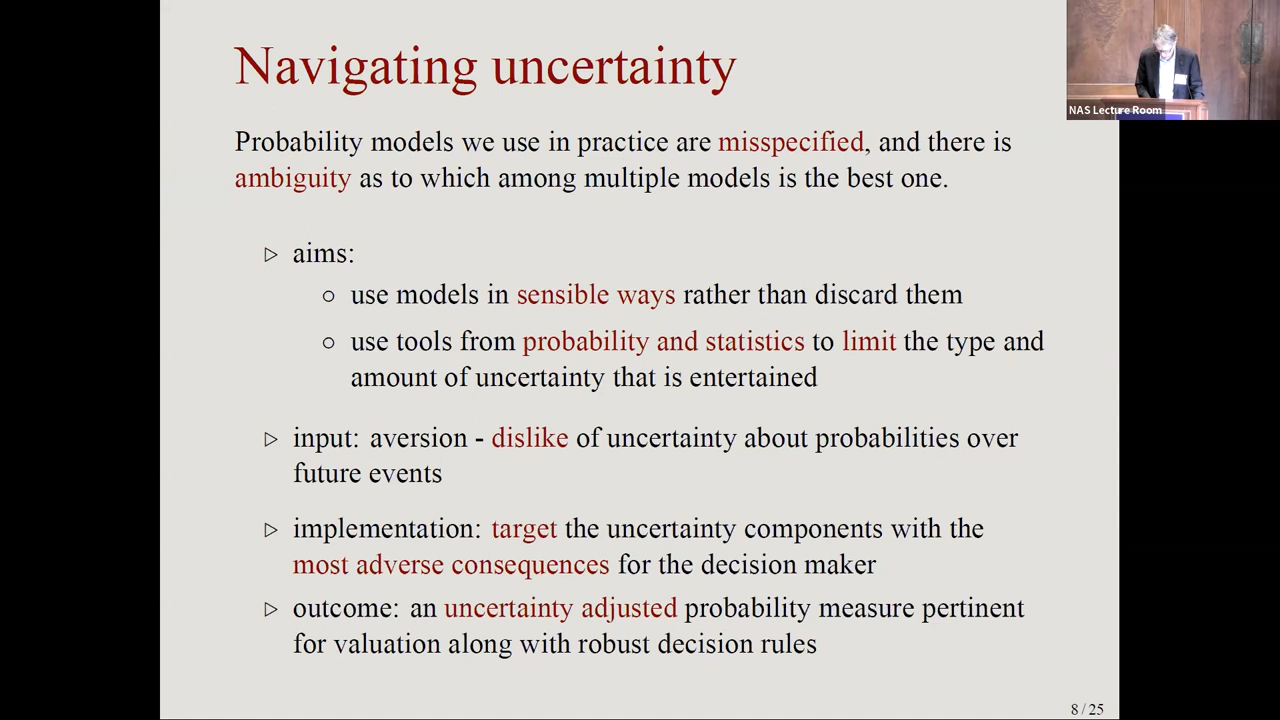 Navigating uncertainty
NAS Lecture Room
Probability models we use in practice are misspecified, and there is
ambiguity as to which among multiple models is the best one.
▷ aims:
○ use models in sensible ways rather than discard them
○ use tools from probability and statistics to limit the type and
amount of uncertainty that is entertained
▷ input: aversion - dislike of uncertainty about probabilities over
future events
▷ implementation: target the uncertainty components with the
most adverse consequences for the decision maker
▷ outcome: an uncertainty adjusted probability measure pertinent
for valuation along with robust decision rules
8 / 25